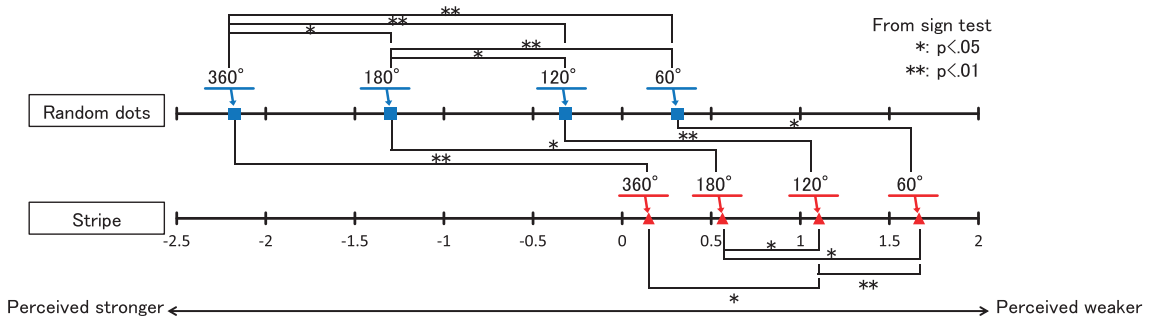 **
**
*
**
*
From sign test
*: p<.05
**: p<.01
360° 180° 120° 60°
Random dots
*
**
*
**
360° 180° 120° 60°
Stripe
-2.5 -2 -1.5 -1 -0.5 0 0.5 1 1.5 2
*
*
**
*
Perceived stronger
Perceived weaker